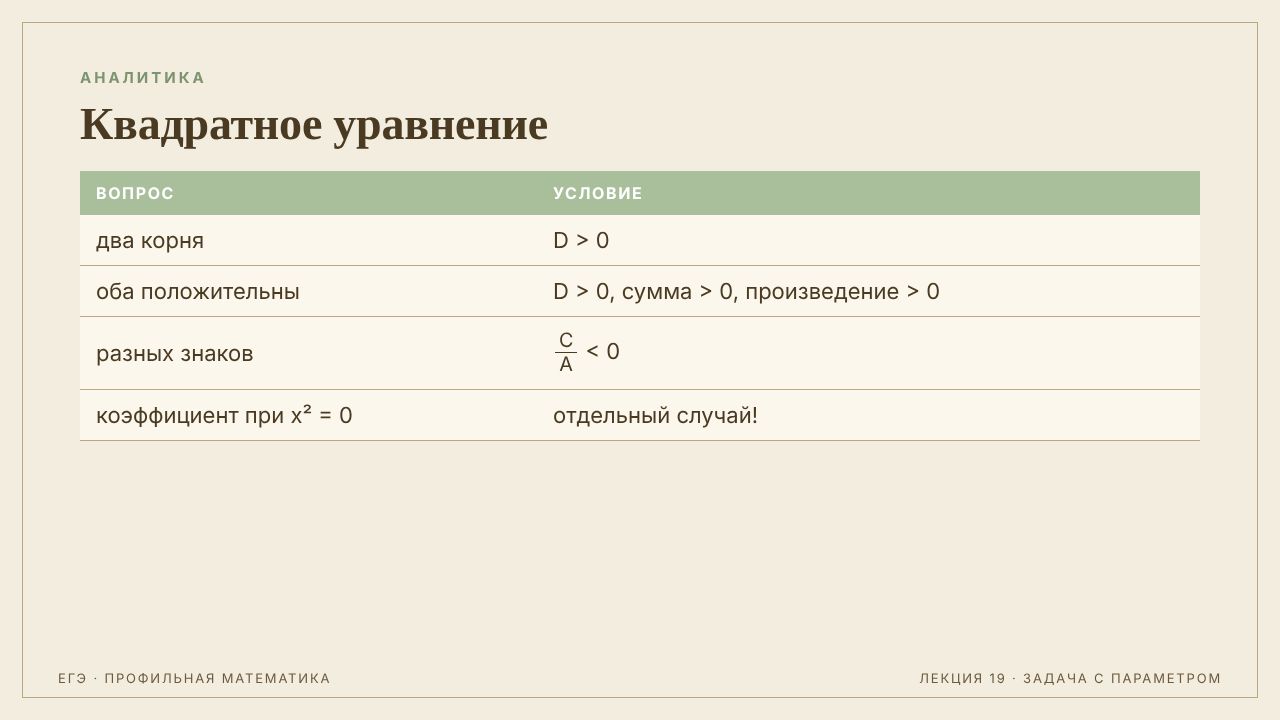 АНАЛИТИКА
Квадратное уравнение
ВОПРОС УСЛОВИЕ
два корня D > 0
оба положительны D > 0, сумма > 0, произведение > 0
разных знаков C/A < 0
коэффициент при x² = 0 отдельный случай!
ЕГЭ · ПРОФИЛЬНАЯ МАТЕМАТИКА ЛЕКЦИЯ 19 · ЗАДАЧА С ПАРАМЕТРОМ